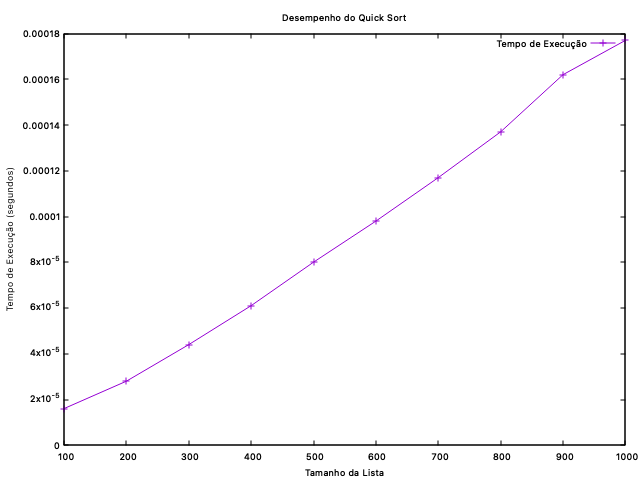 Desempenho do Quick Sort
Tempo de Execução
Tempo de Execução (segundos)
0.00018
0.00016
0.00014
0.00012
0.0001
8x10⁻⁵
6x10⁻⁵
4x10⁻⁵
2x10⁻⁵
0
100 200 300 400 500 600 700 800 900 1000
Tamanho da Lista